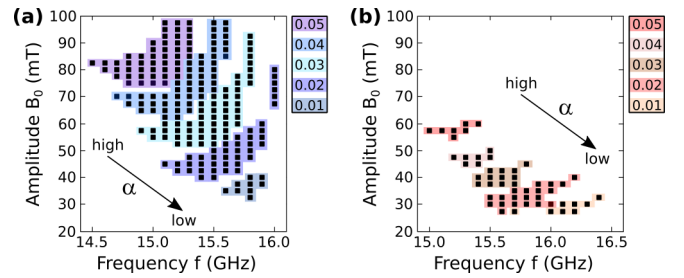 (a)
Amplitude B0 (mT)
100
90
80
70
60
50
40
30
20
0.05
0.04
0.03
0.02
0.01
high
α
low
14.5 15.0 15.5 16.0
Frequency f (GHz)
(b)
Amplitude B0 (mT)
100
90
80
70
60
50
40
30
20
0.05
0.04
0.03
0.02
0.01
high
α
low
15.0 15.5 16.0 16.5
Frequency f (GHz)